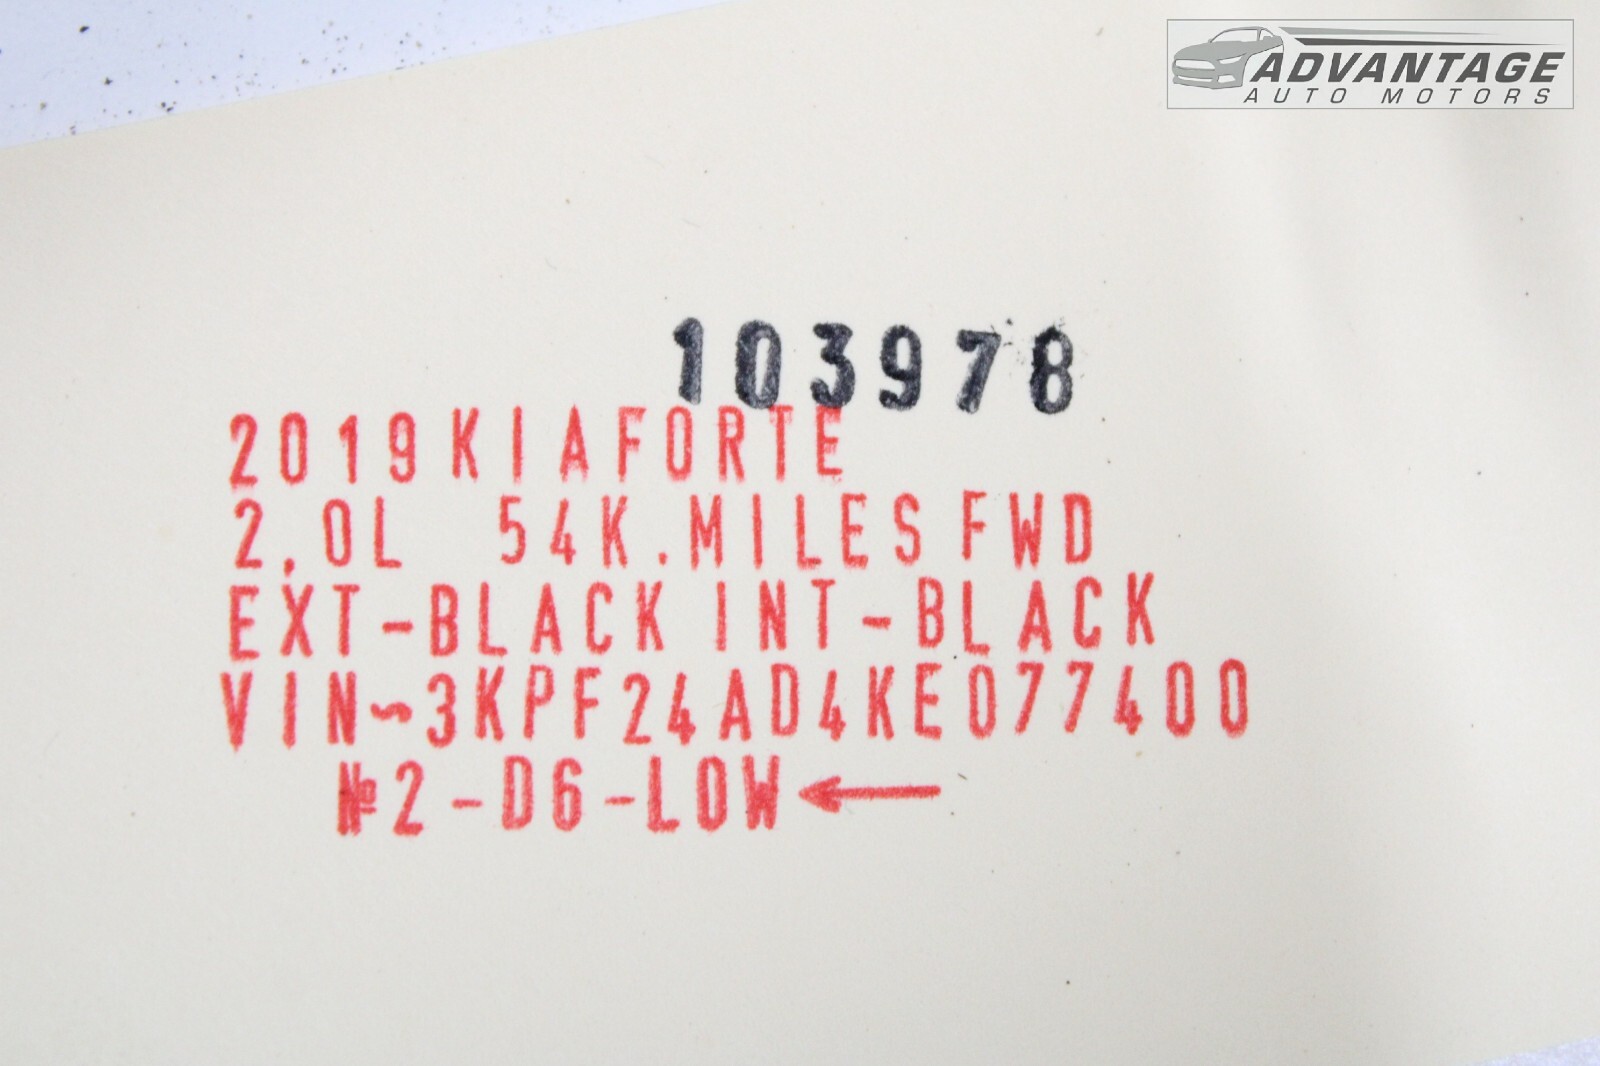 ADVANTAGE
AUTO MOTORS
103978
2019 KIA FORTE
2.0L 54K.MILES FWD
EXT-BLACK INT-BLACK
VIN~3KPF24AD4KE077400
№2-D6-LOW←